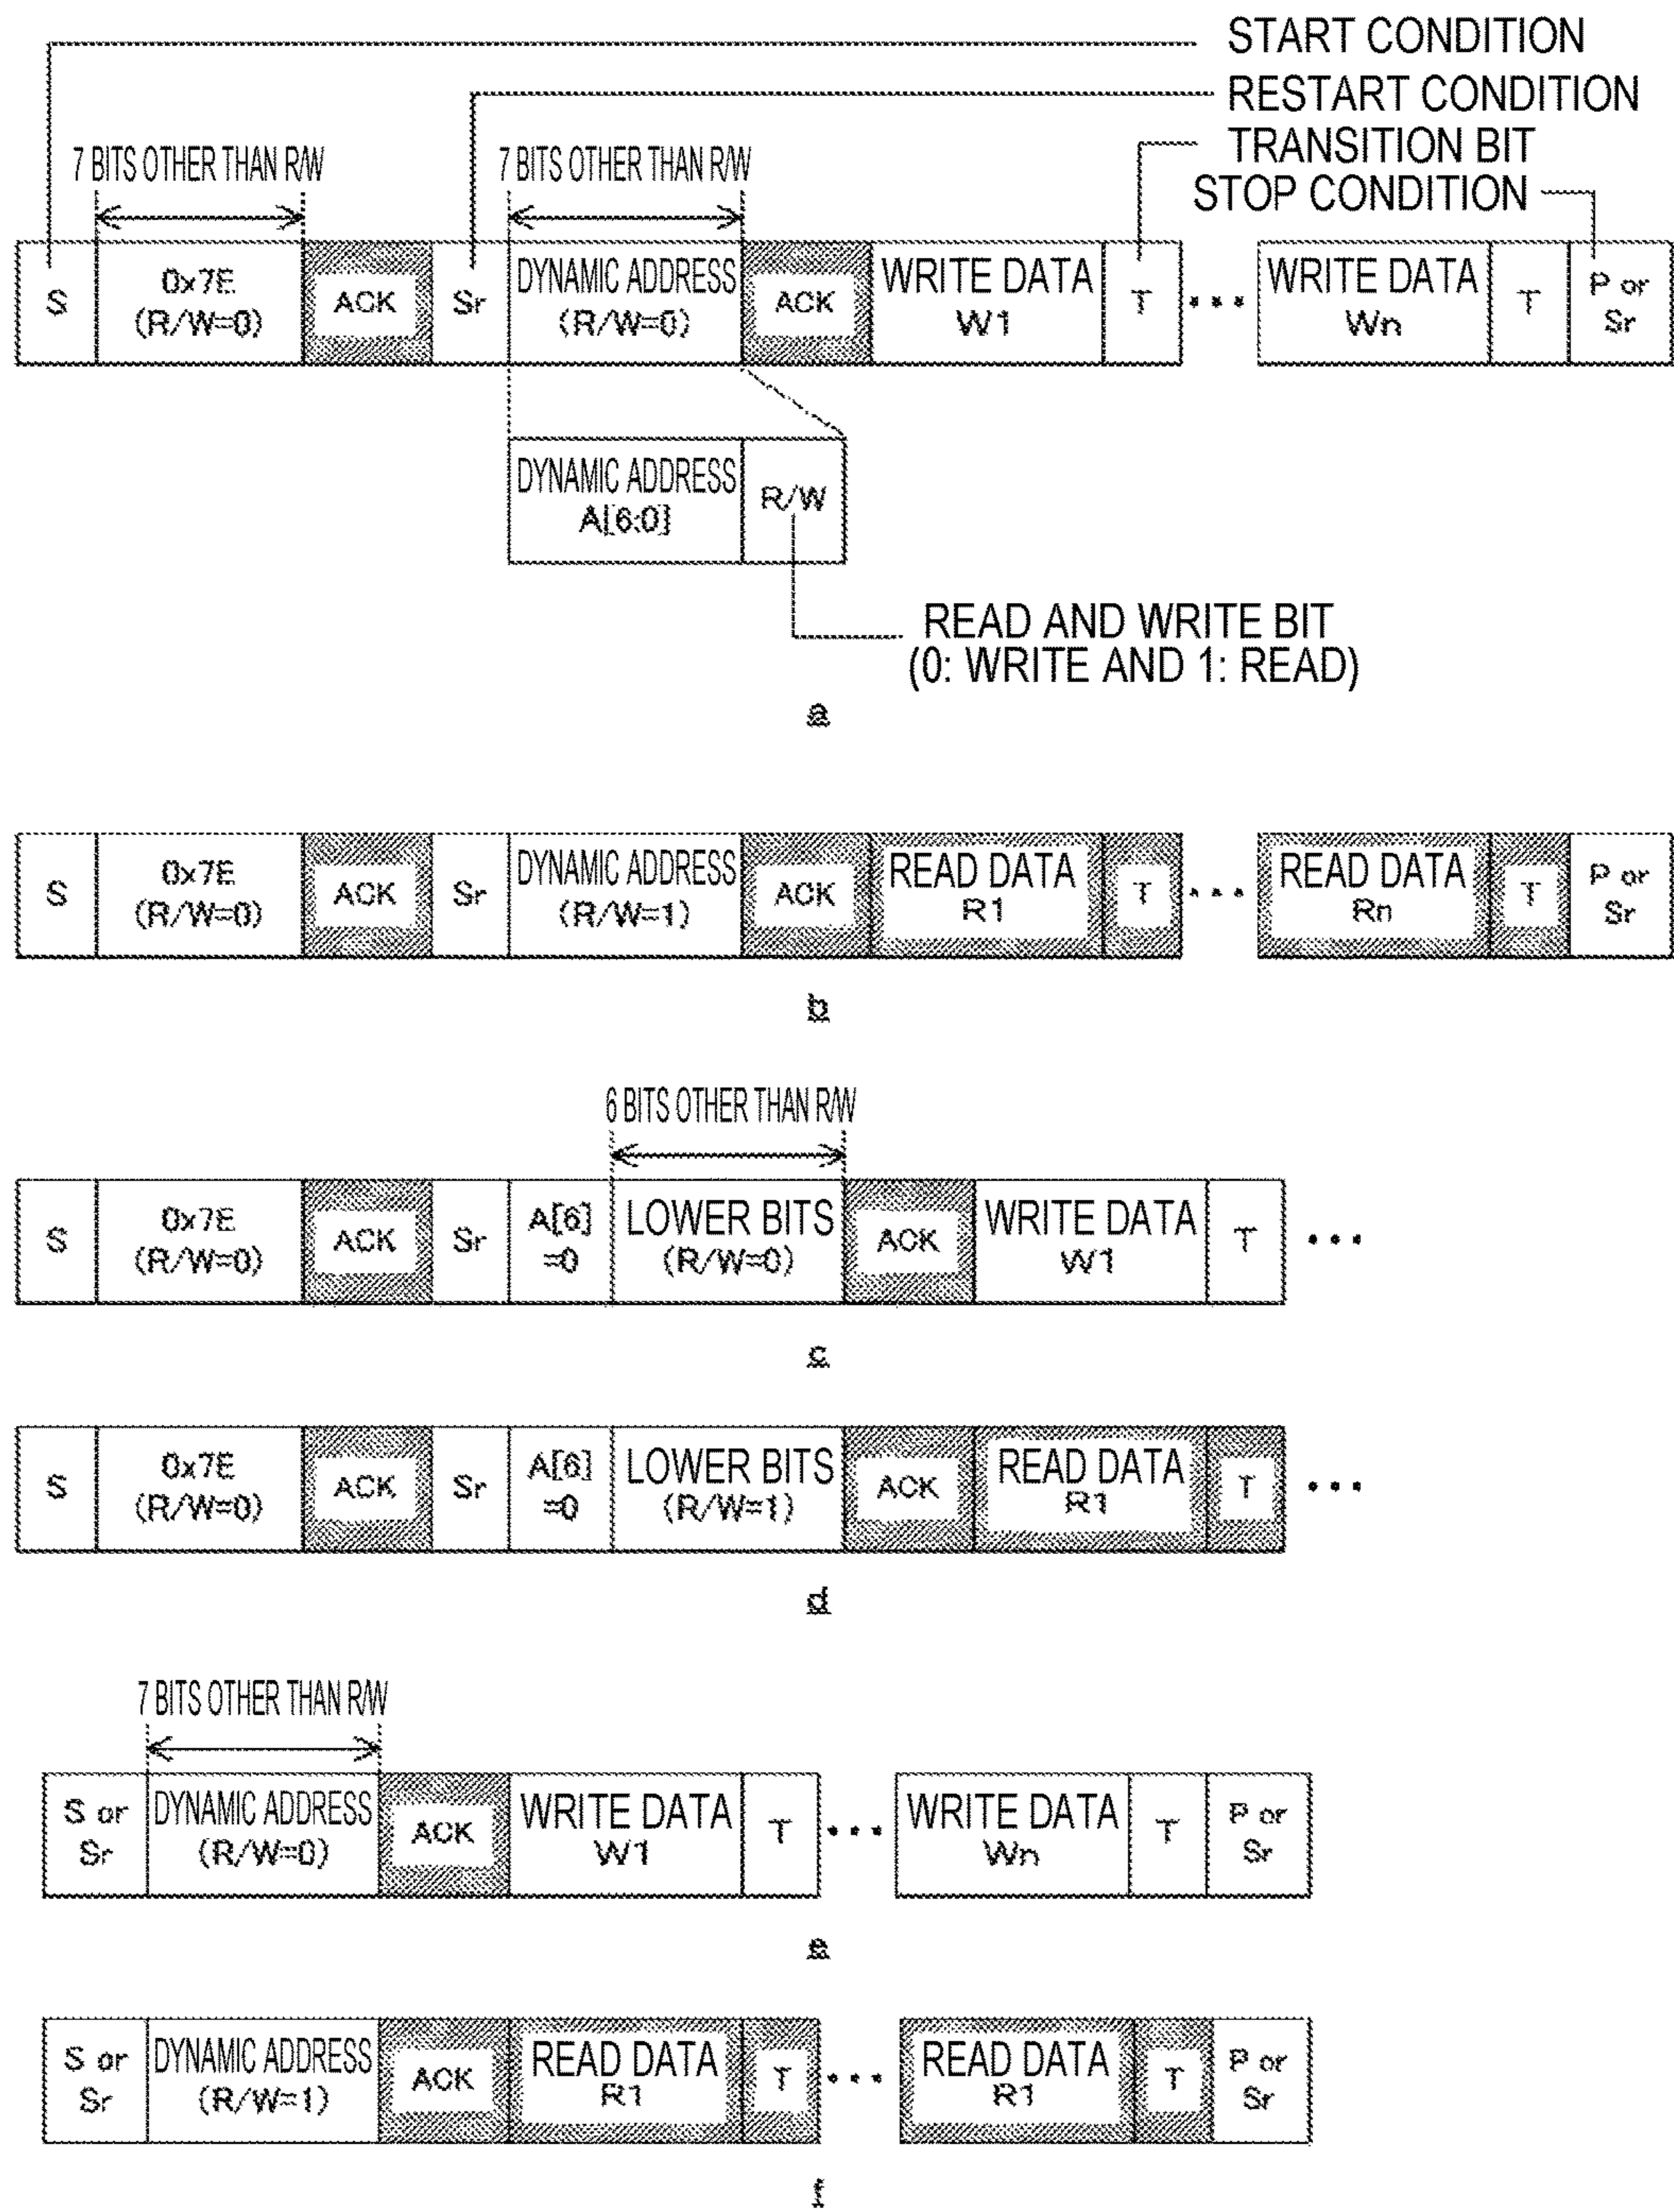 START CONDITION
RESTART CONDITION
TRANSITION BIT
STOP CONDITION
7 BITS OTHER THAN R/W
7 BITS OTHER THAN R/W
S
0x7E
(R/W=0)
ACK
Sr
DYNAMIC ADDRESS
(R/W=0)
ACK
WRITE DATA
W1
T
...
WRITE DATA
Wn
T
P or
Sr
DYNAMIC ADDRESS
A[6:0]
R/W
READ AND WRITE BIT
(0: WRITE AND 1: READ)
a
S
0x7E
(R/W=0)
ACK
Sr
DYNAMIC ADDRESS
(R/W=1)
ACK
READ DATA
R1
T
...
READ DATA
Rn
T
P or
Sr
b
6 BITS OTHER THAN R/W
S
0x7E
(R/W=0)
ACK
Sr
A[6]
=0
LOWER BITS
(R/W=0)
ACK
WRITE DATA
W1
T
...
c
S
0x7E
(R/W=0)
ACK
Sr
A[6]
=0
LOWER BITS
(R/W=1)
ACK
READ DATA
R1
T
...
d
7 BITS OTHER THAN R/W
S or
Sr
DYNAMIC ADDRESS
(R/W=0)
ACK
WRITE DATA
W1
T
...
WRITE DATA
Wn
T
P or
Sr
e
S or
Sr
DYNAMIC ADDRESS
(R/W=1)
ACK
READ DATA
R1
T
...
READ DATA
R1
T
P or
Sr
f